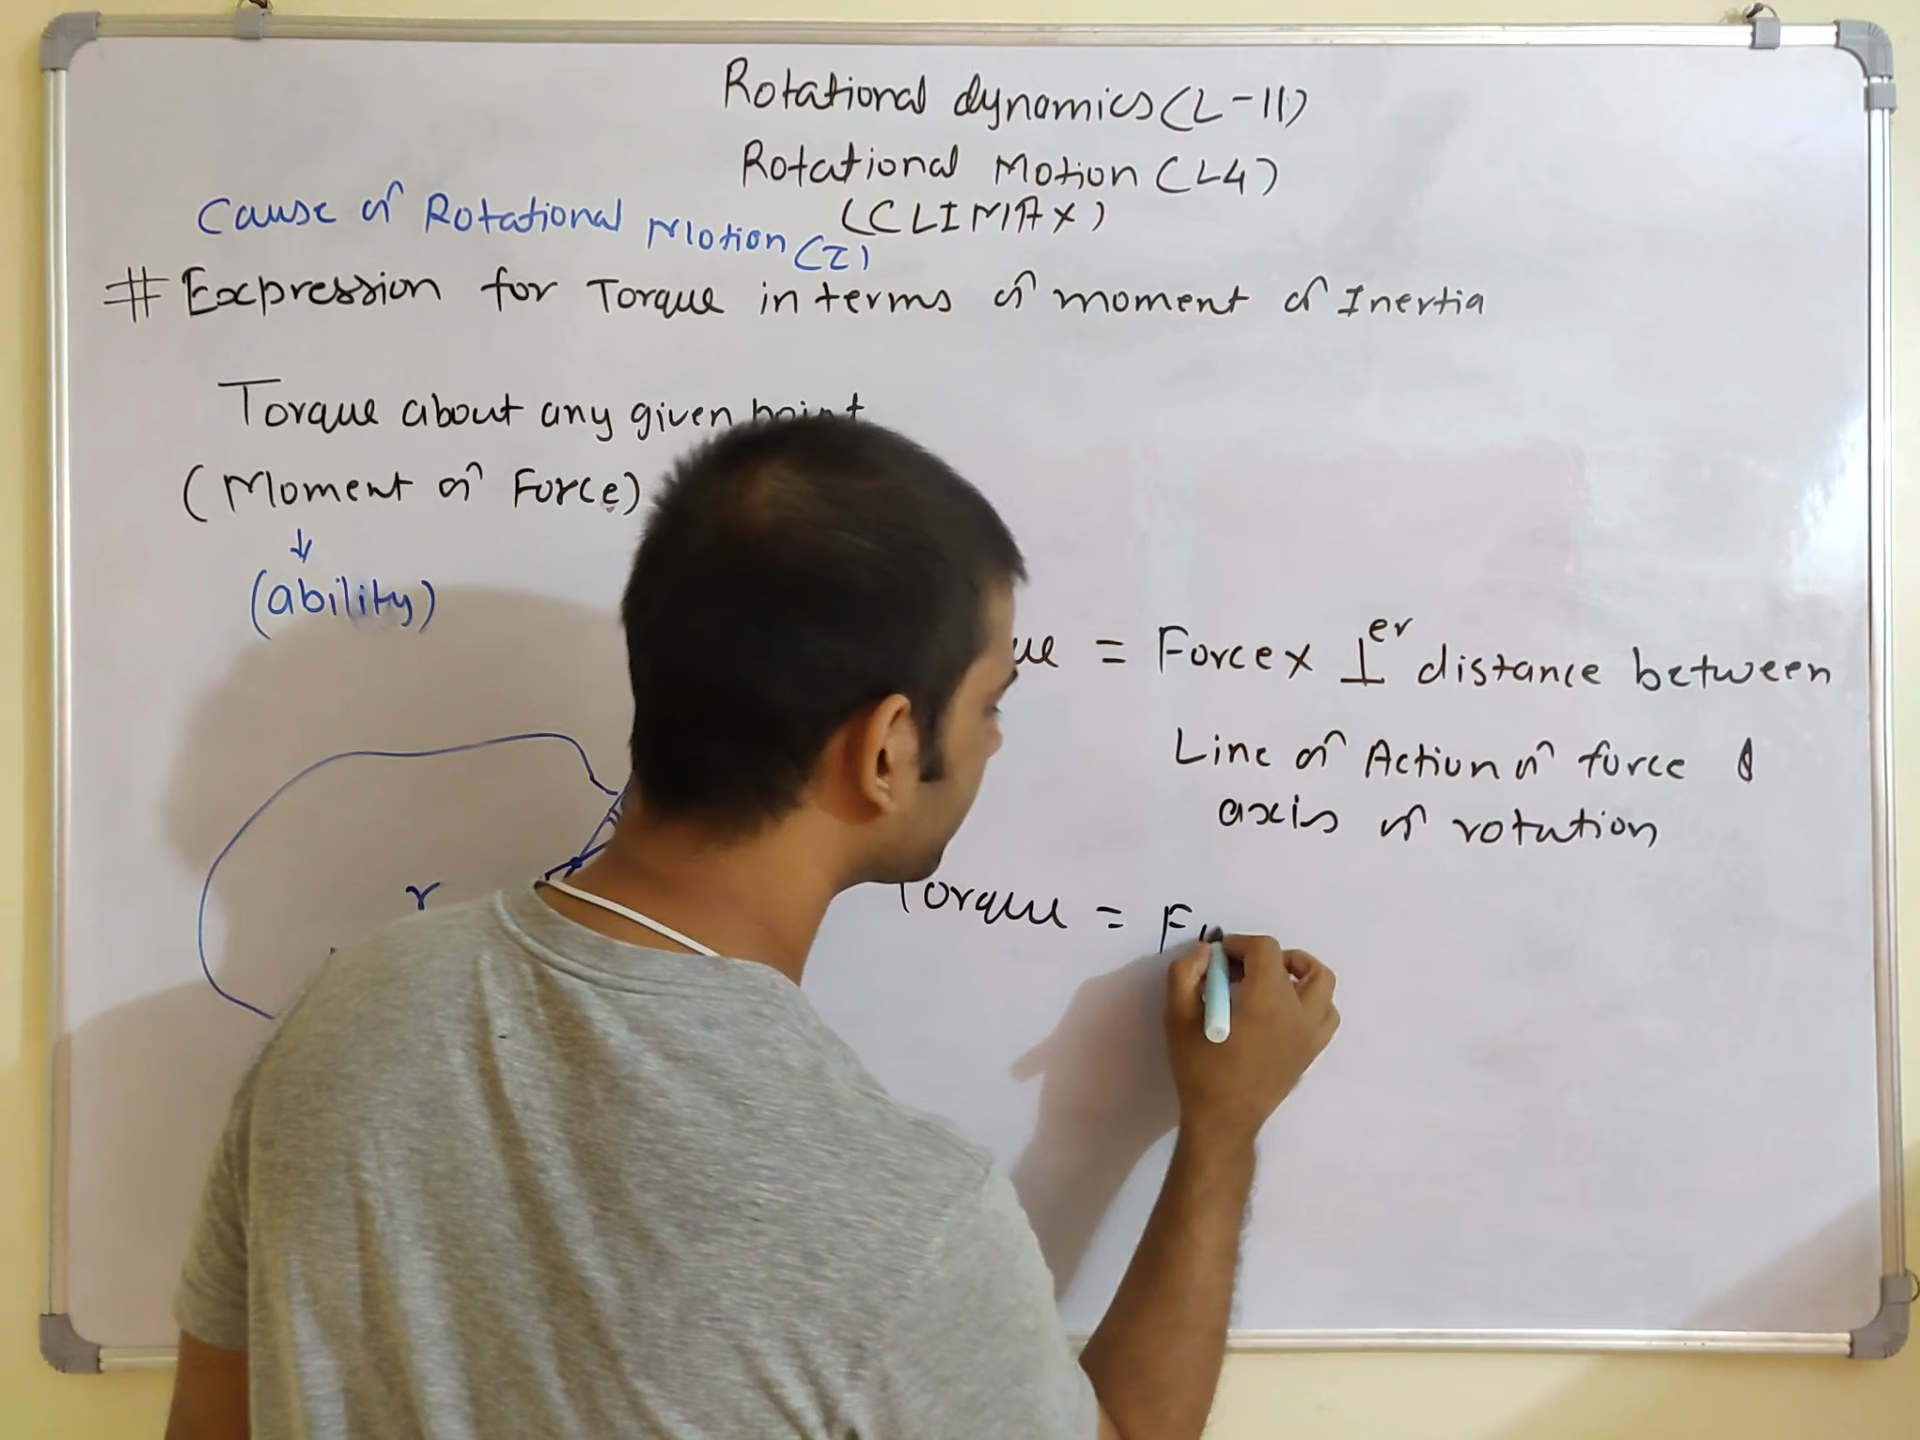 Rotational dynamics (L-11)
Rotational Motion (L4)
(CLIMAX)
Cause of Rotational Motion (τ)
# Expression for Torque in terms of moment of Inertia
Torque about any given point
(Moment of Force)
↓
(ability)
= Force × ⊥er distance between
Line of Action of force &
axis of rotation
r
Torque = F